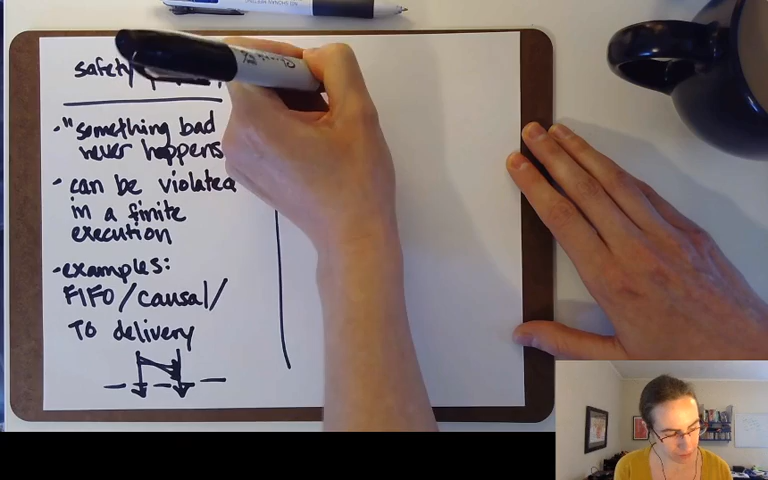 safety
• "something bad
never happens
• can be violated
in a finite
execution
• examples:
FIFO/causal/
TO delivery